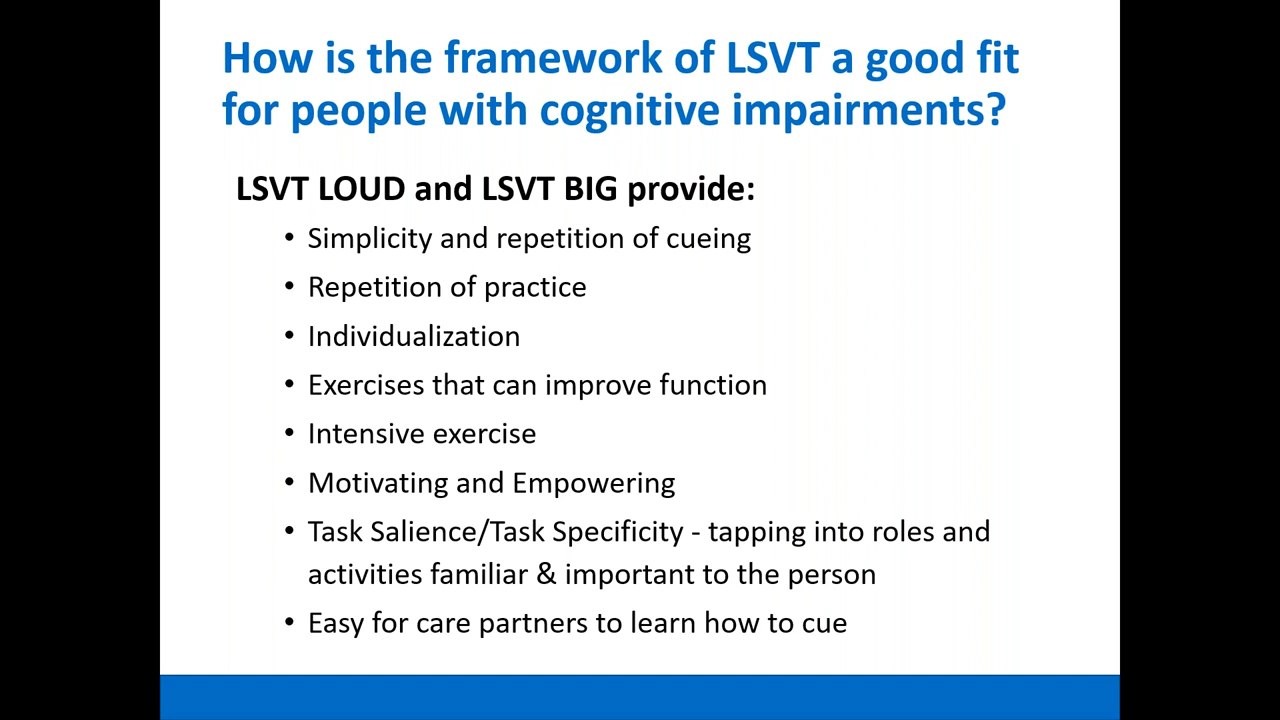 How is the framework of LSVT a good fit
for people with cognitive impairments?
LSVT LOUD and LSVT BIG provide:
• Simplicity and repetition of cueing
• Repetition of practice
• Individualization
• Exercises that can improve function
• Intensive exercise
• Motivating and Empowering
• Task Salience/Task Specificity - tapping into roles and
activities familiar & important to the person
• Easy for care partners to learn how to cue